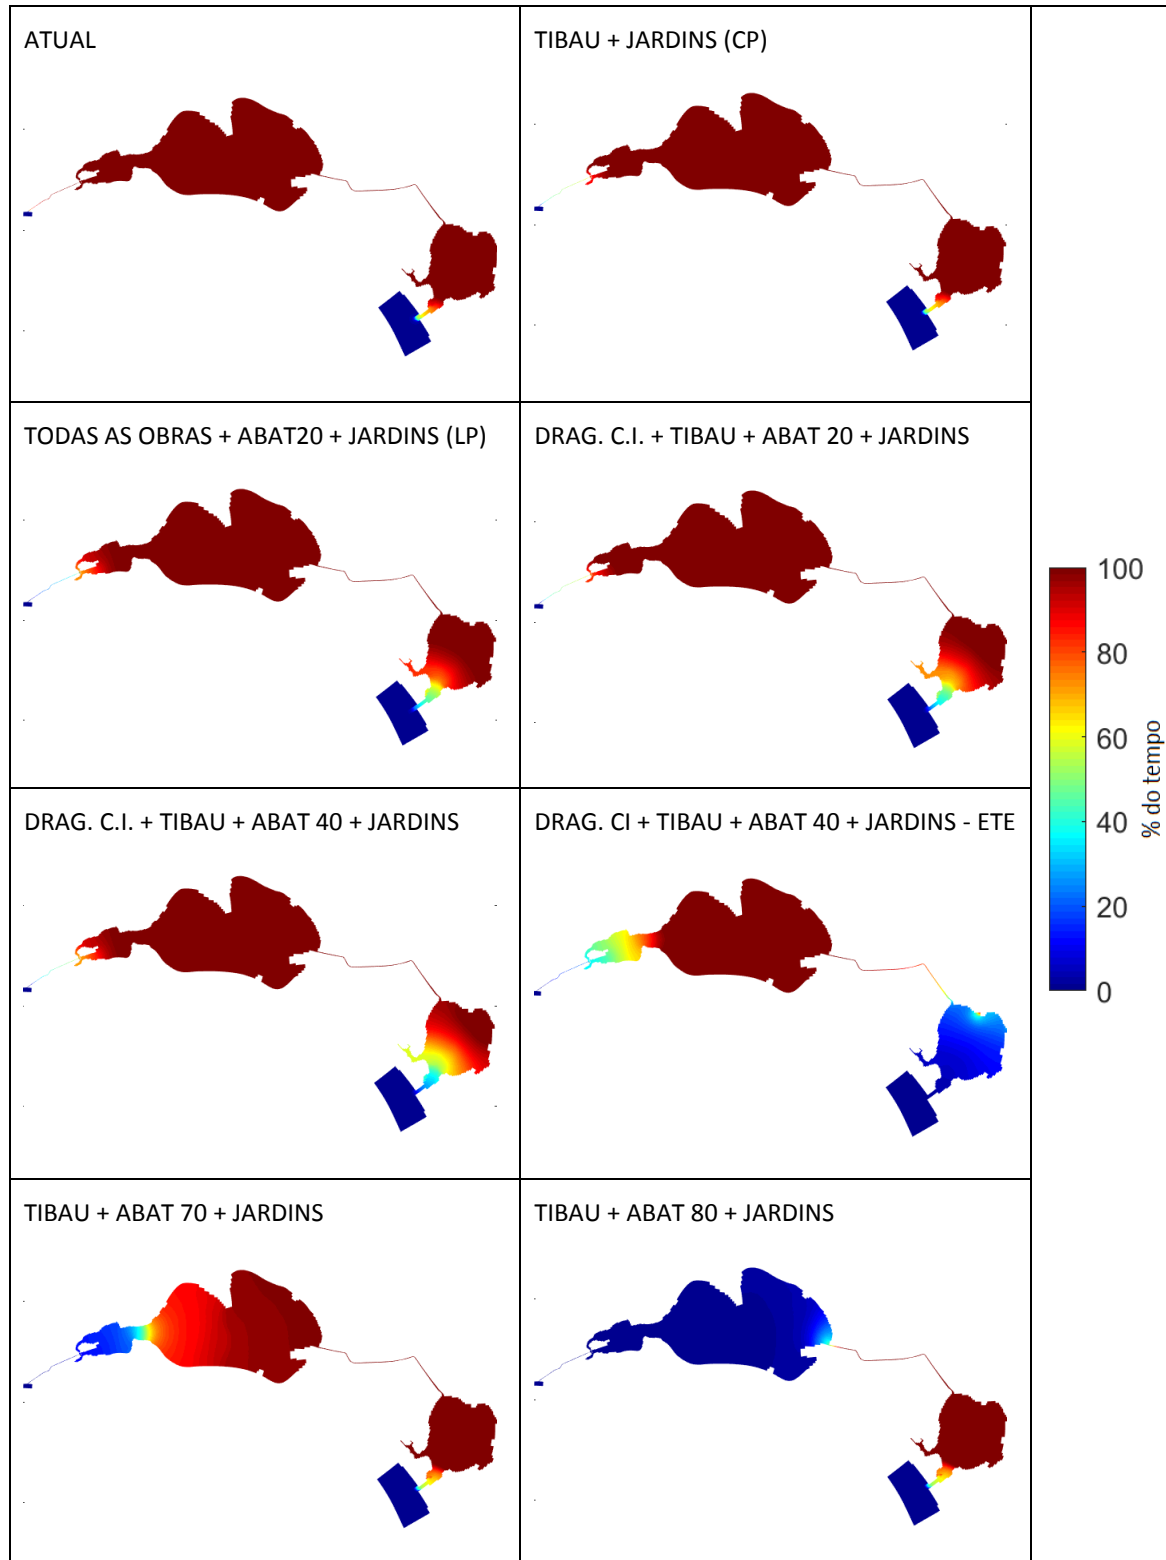 ATUAL
TIBAU + JARDINS (CP)
TODAS AS OBRAS + ABAT20 + JARDINS (LP)
DRAG. C.I. + TIBAU + ABAT 20 + JARDINS
DRAG. C.I. + TIBAU + ABAT 40 + JARDINS
DRAG. CI + TIBAU + ABAT 40 + JARDINS - ETE
TIBAU + ABAT 70 + JARDINS
TIBAU + ABAT 80 + JARDINS
100
80
60
40
20
0
% do tempo